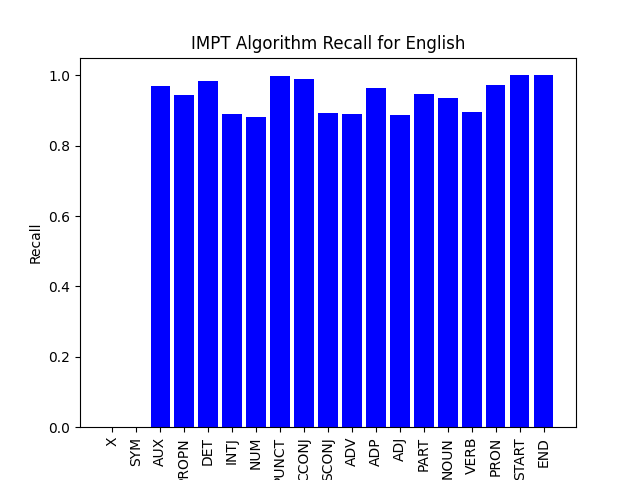 IMPT Algorithm Recall for English
1.0
0.8
0.6
0.4
0.2
0.0
Recall
X
SYM
AUX
ROPN
DET
INTJ
NUM
UNCT
CCONJ
SCONJ
ADV
ADP
ADJ
PART
NOUN
VERB
PRON
START
END